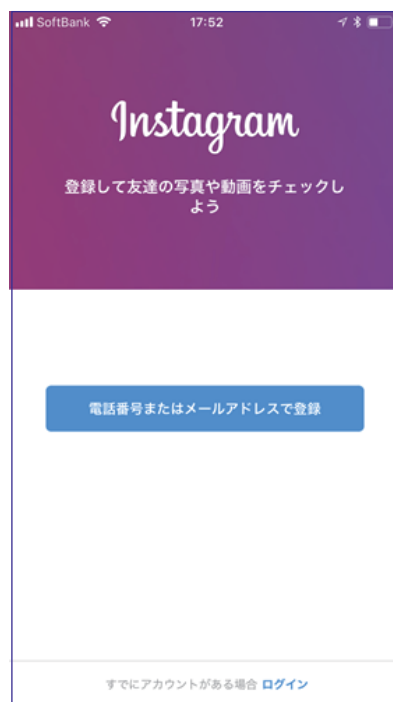 SoftBank 17:52
Instagram
登録して友達の写真や動画をチェックし
よう
電話番号またはメールアドレスで登録
すでにアカウントがある場合 ログイン